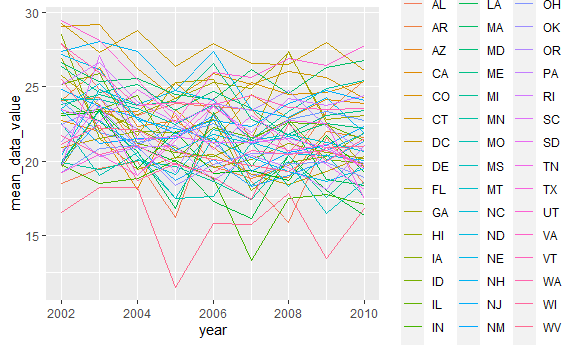 mean_data_value
30
25
20
15
2002 2004 2006 2008 2010
year
AL LA OH
AR MA OK
AZ MD OR
CA ME PA
CO MI RI
CT MN SC
DC MO SD
DE MS TN
FL MT TX
GA NC UT
HI ND VA
IA NE VT
ID NH WA
IL NJ WI
IN NM WV